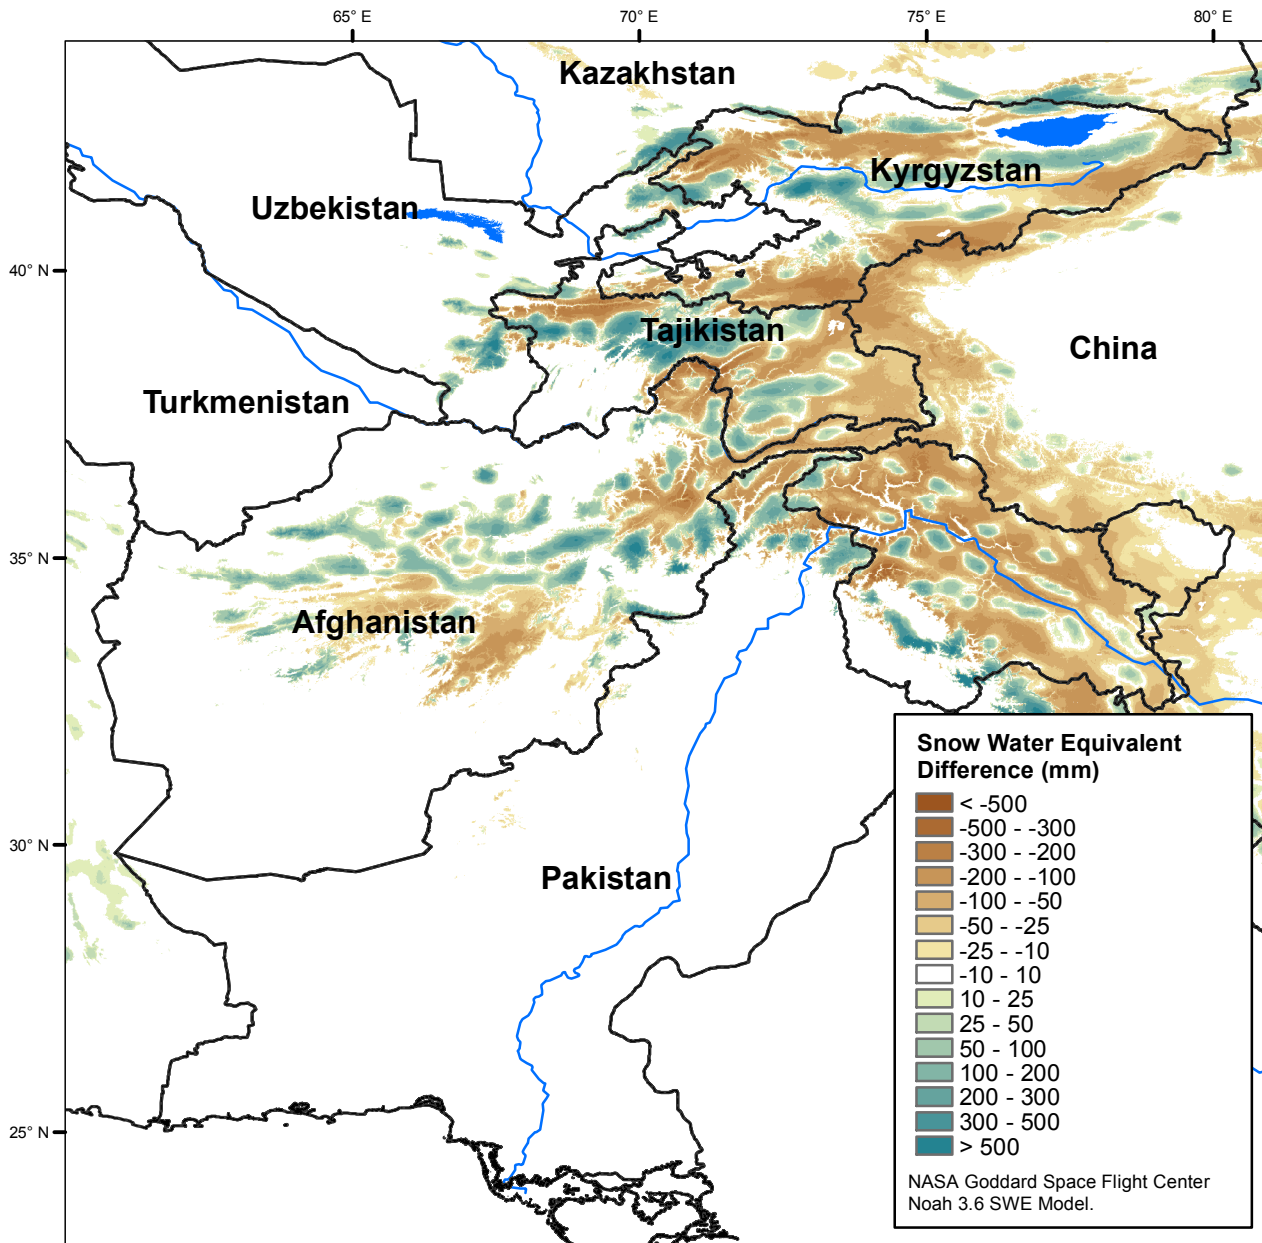 65° E
70° E
75° E
80° E
Kazakhstan
Kyrgyzstan
Uzbekistan
40° N
Tajikistan
China
Turkmenistan
35° N
Afghanistan
30° N
Pakistan
25° N
Snow Water Equivalent
Difference (mm)
< -500
-500 - -300
-300 - -200
-200 - -100
-100 - -50
-50 - -25
-25 - -10
-10 - 10
10 - 25
25 - 50
50 - 100
100 - 200
200 - 300
300 - 500
> 500
NASA Goddard Space Flight Center
Noah 3.6 SWE Model.